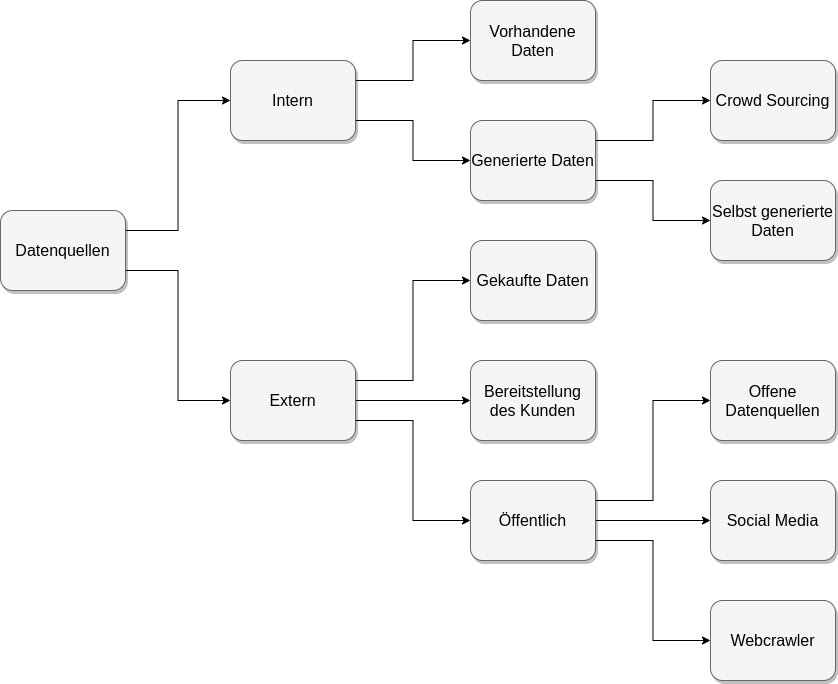 Vorhandene
Daten
Intern
Crowd Sourcing
Generierte Daten
Selbst generierte
Daten
Datenquellen
Gekaufte Daten
Extern
Bereitstellung
des Kunden
Offene
Datenquellen
Öffentlich
Social Media
Webcrawler